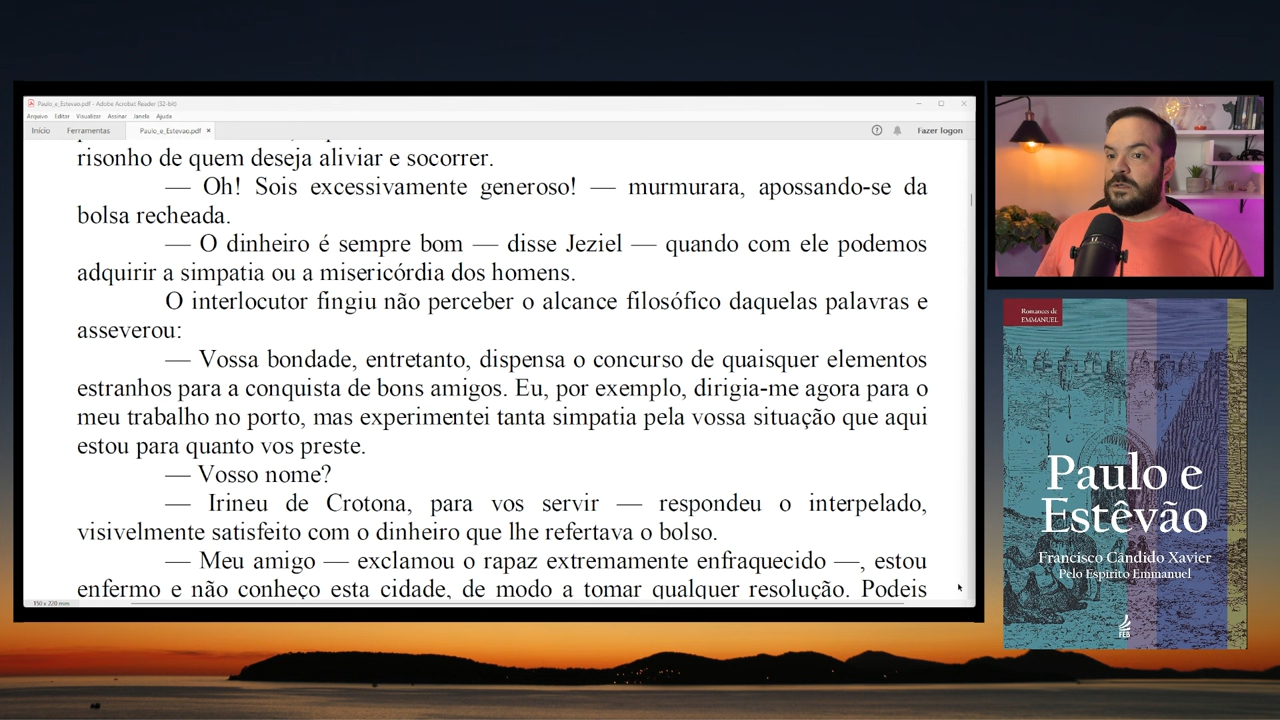 Paulo_e_Estevao.pdf - Adobe Acrobat Reader (32-bit)
Arquivo Editar Visualizar Assinar Janela Ajuda
Início Ferramentas Paulo_e_Estevao.pdf × Fazer logon
risonho de quem deseja aliviar e socorrer.
— Oh! Sois excessivamente generoso! — murmurara, apossando-se da
bolsa recheada.
— O dinheiro é sempre bom — disse Jeziel — quando com ele podemos
adquirir a simpatia ou a misericórdia dos homens.
O interlocutor fingiu não perceber o alcance filosófico daquelas palavras e
asseverou:
— Vossa bondade, entretanto, dispensa o concurso de quaisquer elementos
estranhos para a conquista de bons amigos. Eu, por exemplo, dirigia-me agora para o
meu trabalho no porto, mas experimentei tanta simpatia pela vossa situação que aqui
estou para quanto vos preste.
— Vosso nome?
— Irineu de Crotona, para vos servir — respondeu o interpelado,
visivelmente satisfeito com o dinheiro que lhe refertava o bolso.
— Meu amigo — exclamou o rapaz extremamente enfraquecido —, estou
enfermo e não conheço esta cidade, de modo a tomar qualquer resolução. Podeis
150 x 220 mm
Romances de
EMMANUEL
Paulo e
Estêvão
Francisco Cândido Xavier
Pelo Espírito Emmanuel
FEB